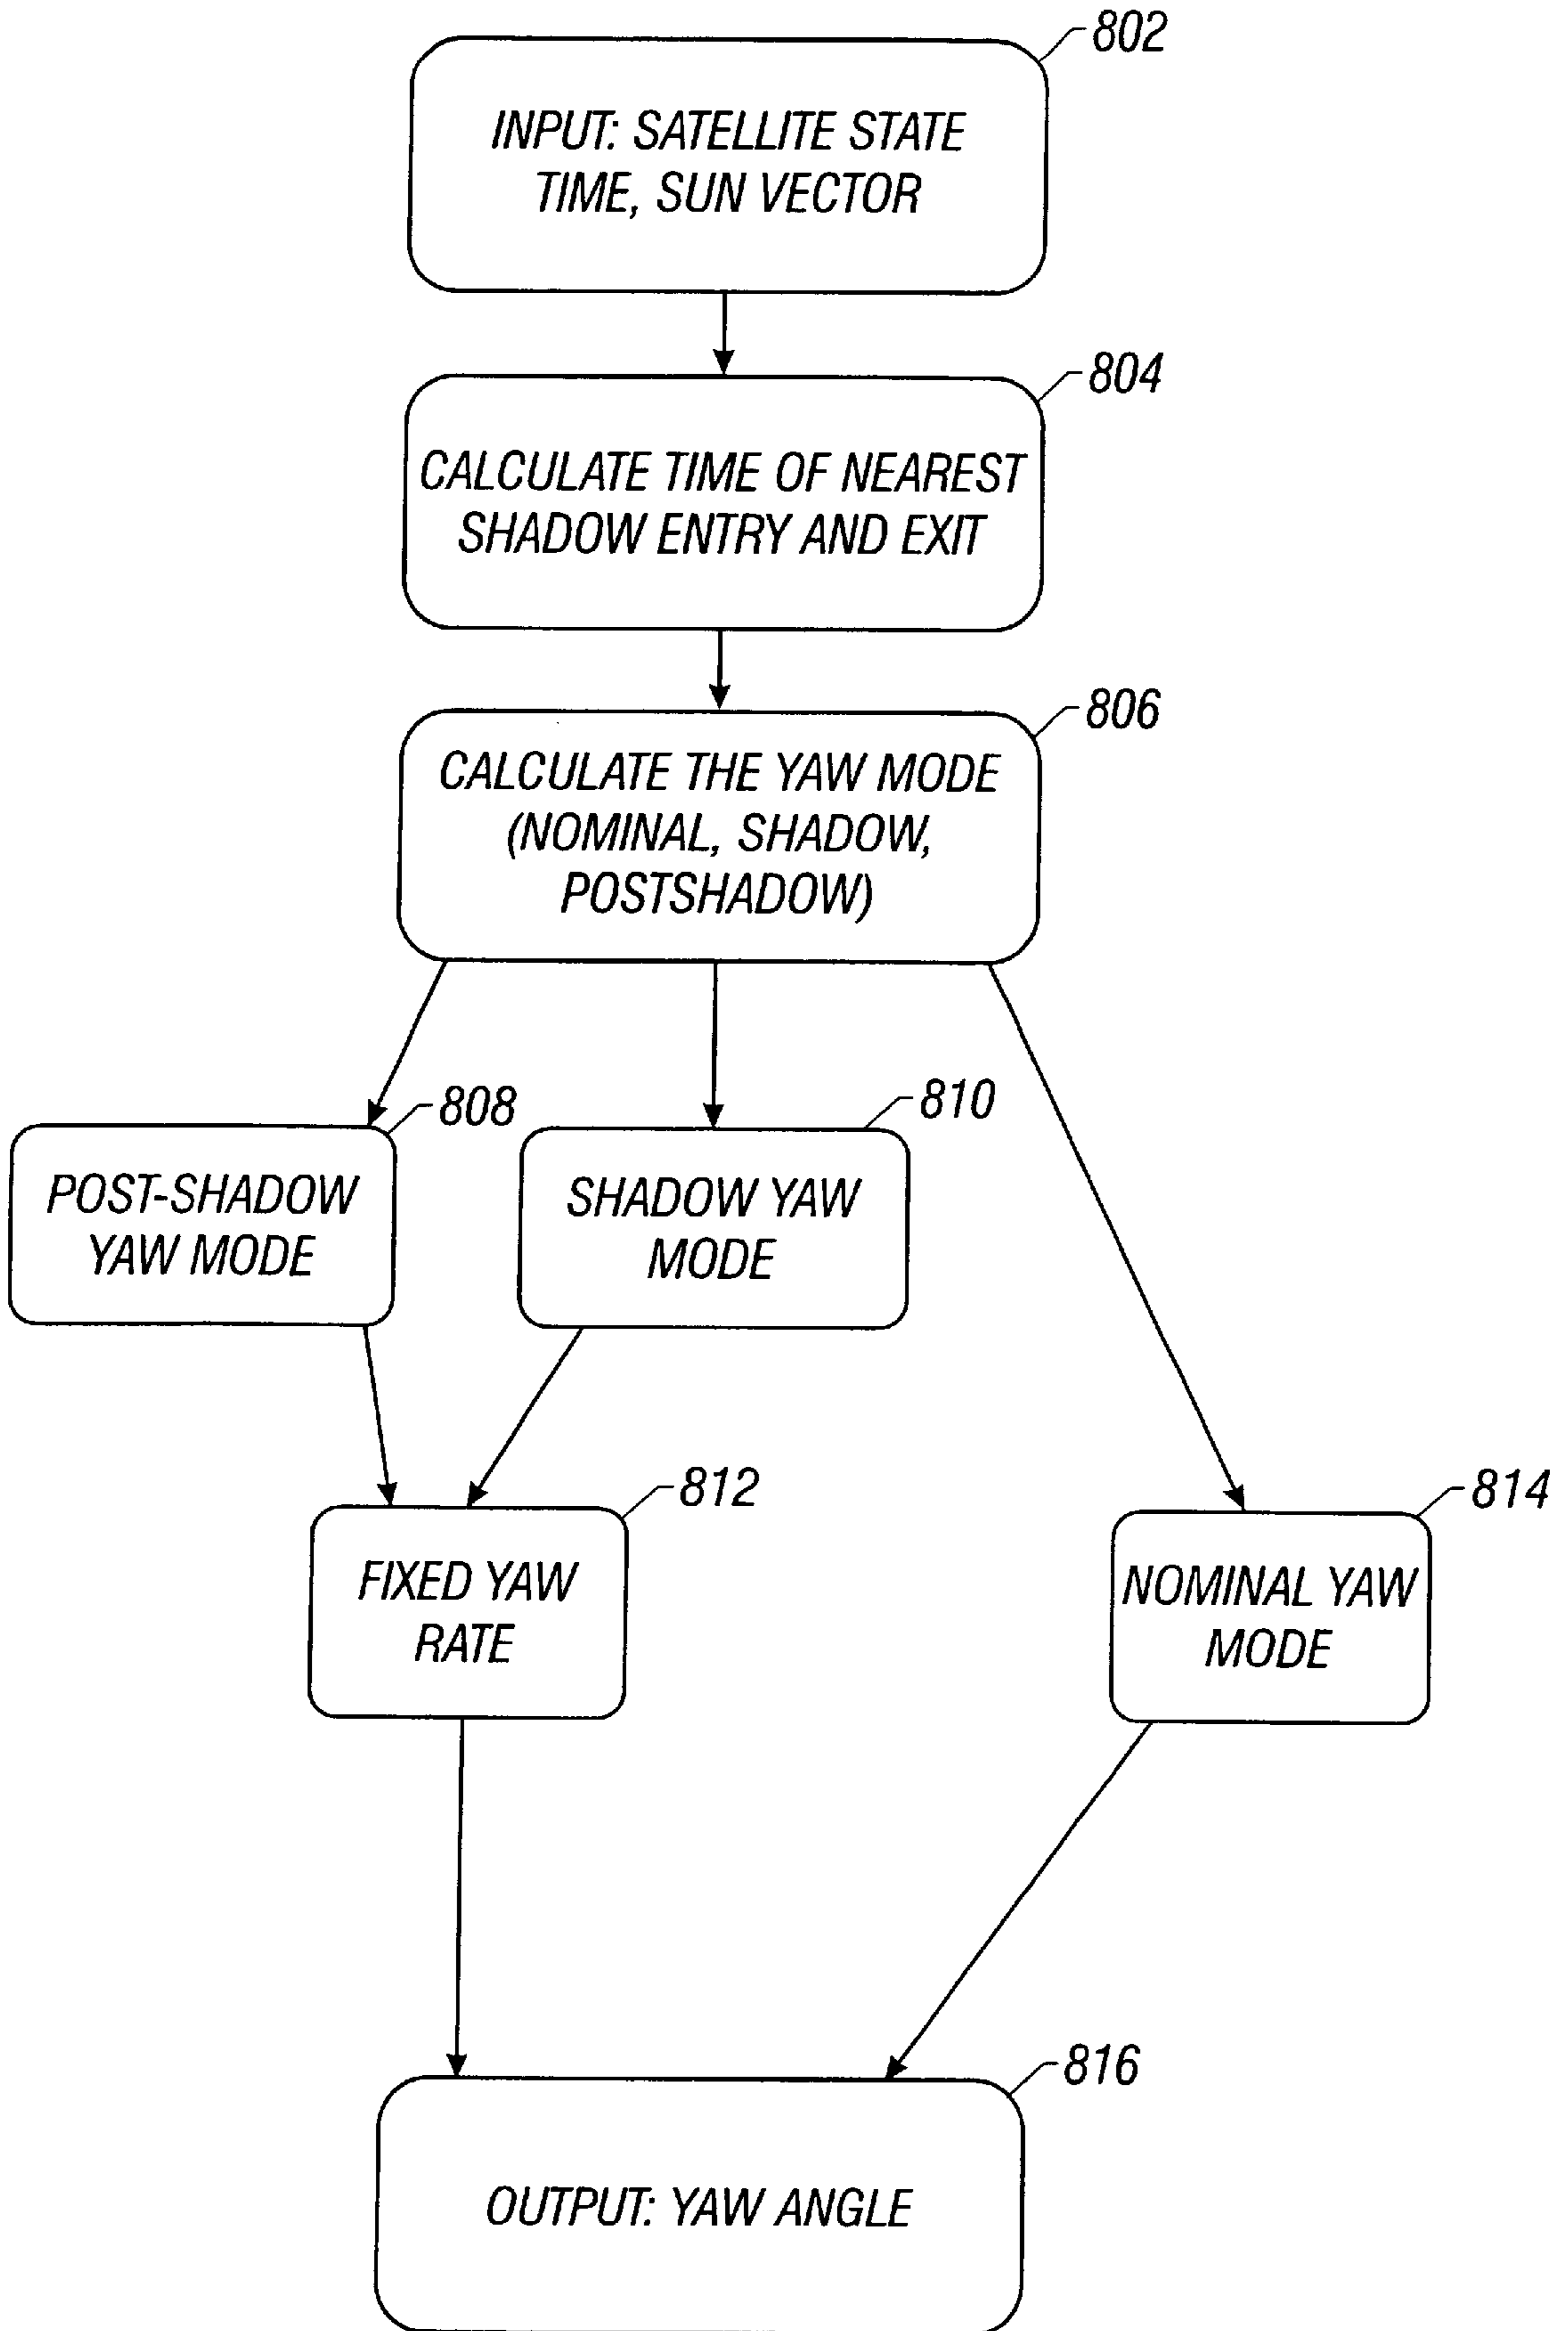 802
INPUT: SATELLITE STATE
TIME, SUN VECTOR
804
CALCULATE TIME OF NEAREST
SHADOW ENTRY AND EXIT
806
CALCULATE THE YAW MODE
(NOMINAL, SHADOW,
POSTSHADOW)
808
POST-SHADOW
YAW MODE
810
SHADOW YAW
MODE
812
FIXED YAW
RATE
814
NOMINAL YAW
MODE
816
OUTPUT: YAW ANGLE